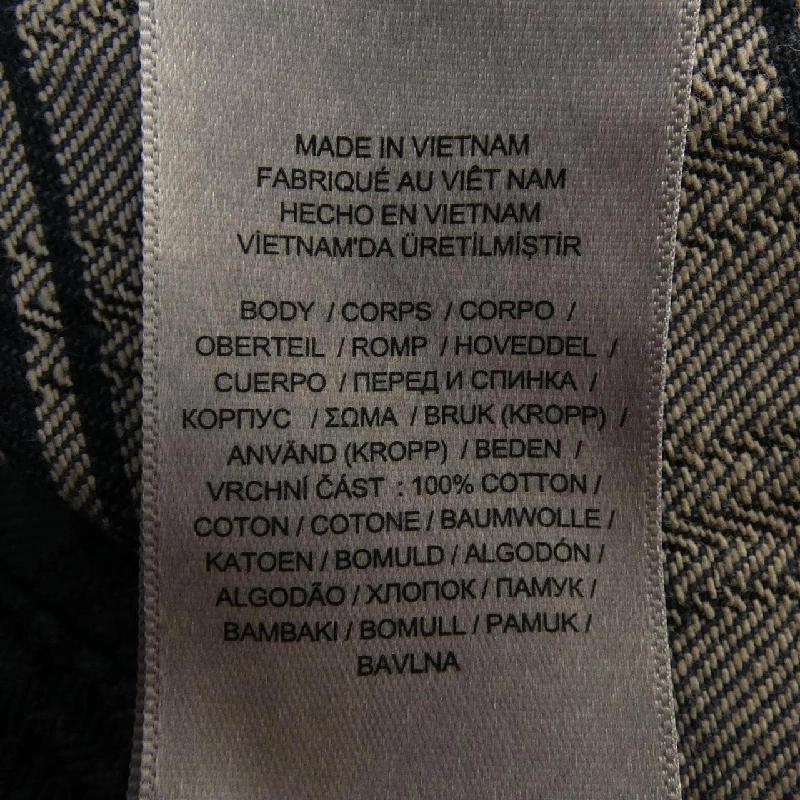 MADE IN VIETNAM
FABRIQUÉ AU VIÊT NAM
HECHO EN VIETNAM
VİETNAM'DA ÜRETİLMİŞTİR
BODY / CORPS / CORPO /
OBERTEIL / ROMP / HOVEDDEL /
CUERPO / ПЕРЕД И СПИНКА /
КОРПУС / ΣΩΜΑ / BRUK (KROPP) /
ANVÄND (KROPP) / BEDEN /
VRCHNÍ ČÁST : 100% COTTON /
COTON / COTONE / BAUMWOLLE /
KATOEN / BOMULD / ALGODÓN /
ALGODÃO / ХЛОПОК / ПАМУК /
BAMBAKI / BOMULL / PAMUK /
BAVLNA